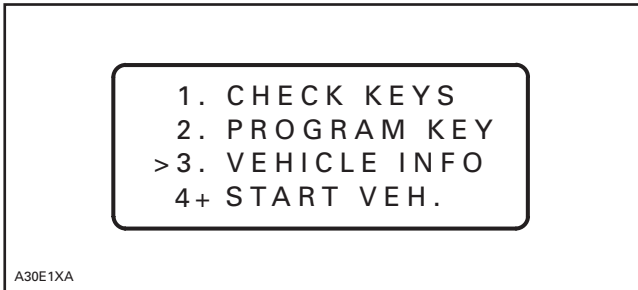 1. CHECK KEYS
2. PROGRAM KEY
>3. VEHICLE INFO
4+ START VEH.
A30E1XA